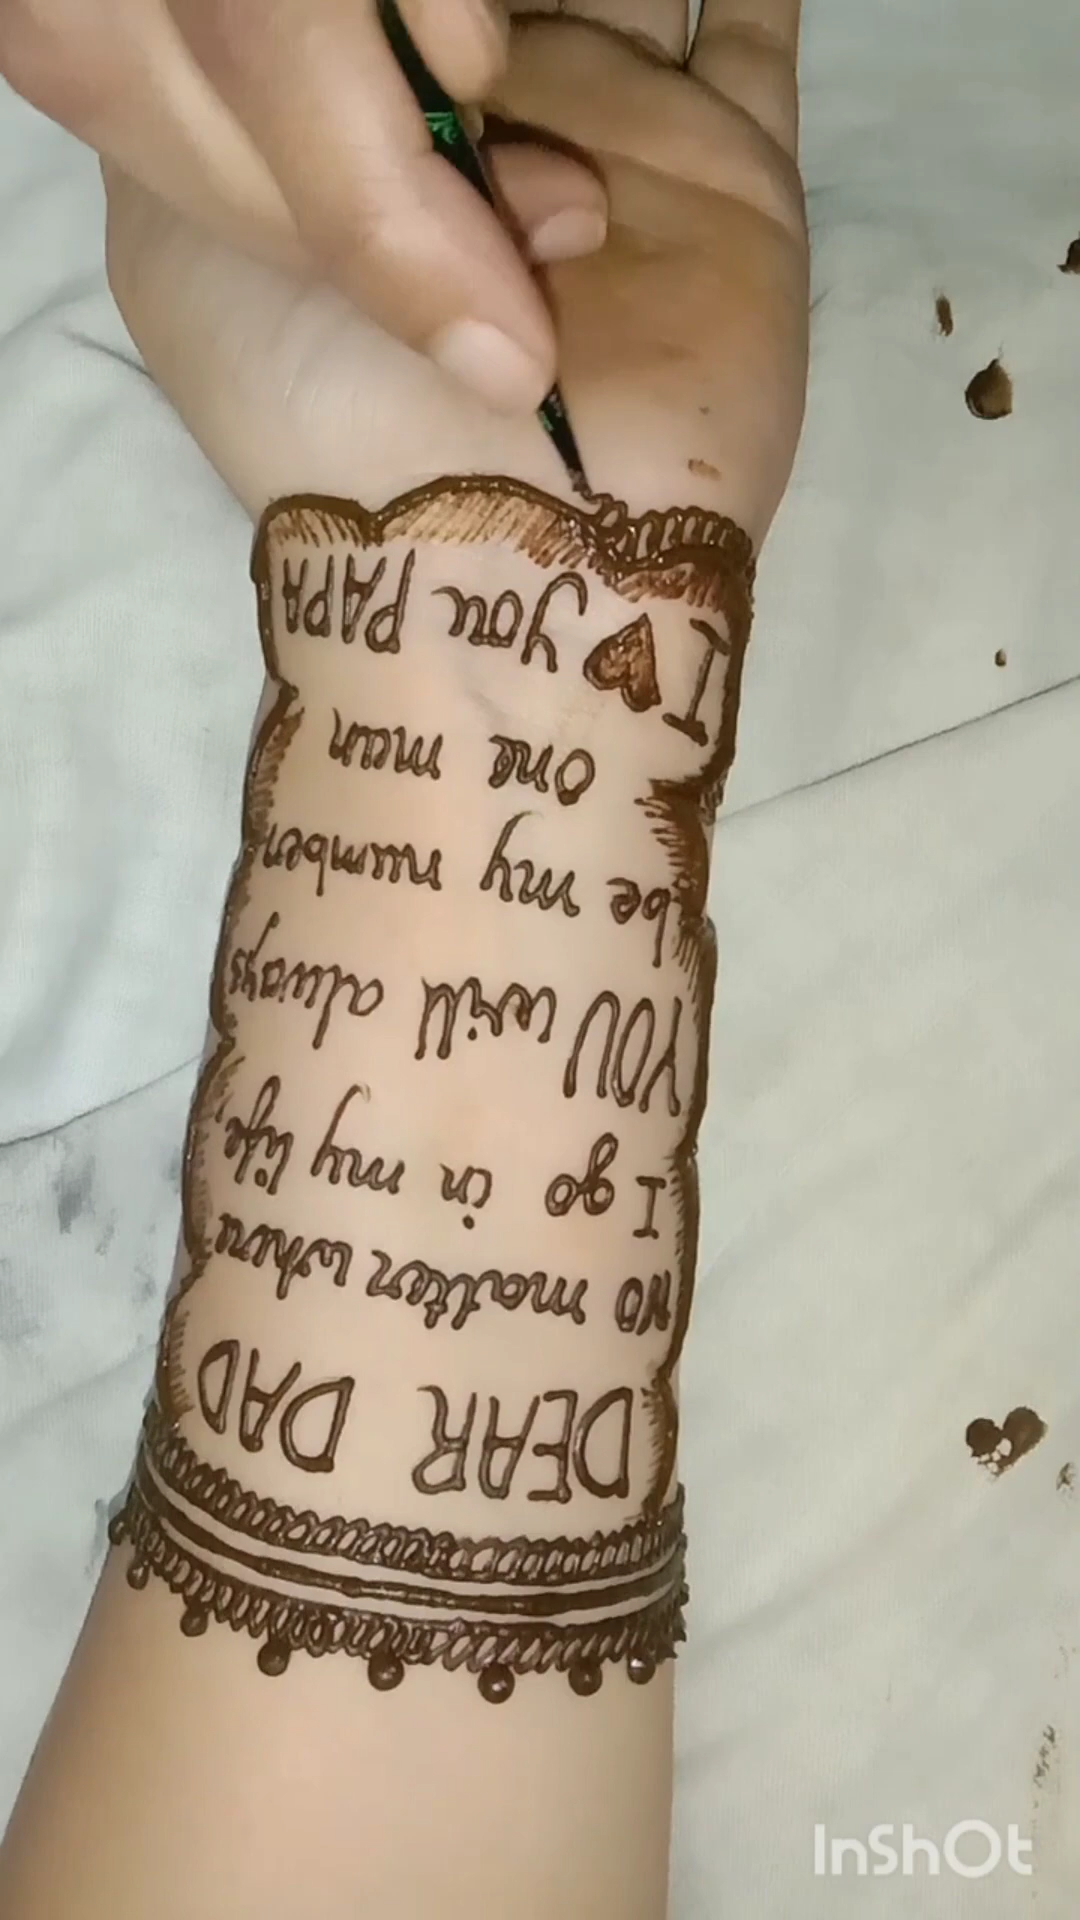 DEAR DAD
NO matter where
I go in my life,
YOU will always
be my number
one man
I ♥ you PAPA
InShOt